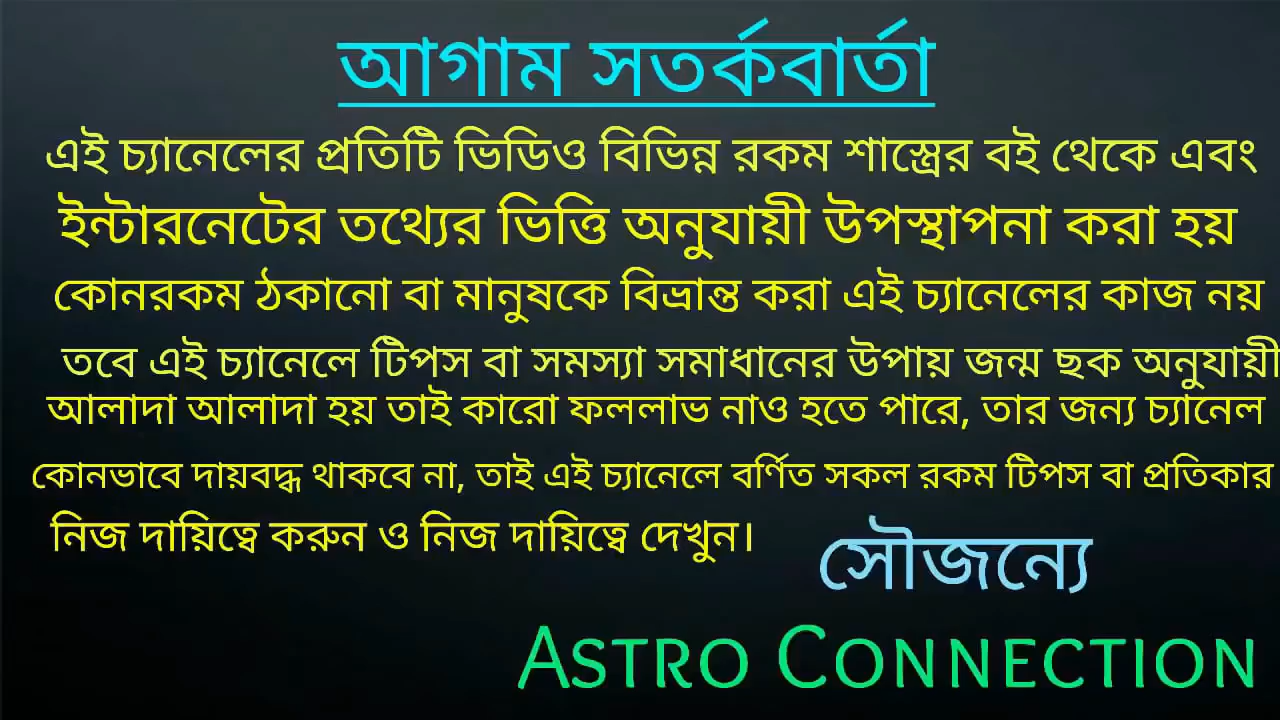 আগাম সতর্কবার্তা
এই চ্যানেলের প্রতিটি ভিডিও বিভিন্ন রকম শাস্ত্রের বই থেকে এবং
ইন্টারনেটের তথ্যের ভিত্তি অনুযায়ী উপস্থাপনা করা হয়
কোনরকম ঠকানো বা মানুষকে বিভ্রান্ত করা এই চ্যানেলের কাজ নয়
তবে এই চ্যানেলে টিপস বা সমস্যা সমাধানের উপায় জন্ম ছক অনুযায়ী
আলাদা আলাদা হয় তাই কারো ফললাভ নাও হতে পারে, তার জন্য চ্যানেল
কোনভাবে দায়বদ্ধ থাকবে না, তাই এই চ্যানেলে বর্ণিত সকল রকম টিপস বা প্রতিকার
নিজ দায়িত্বে করুন ও নিজ দায়িত্বে দেখুন।
সৌজন্যে
ASTRO CONNECTION